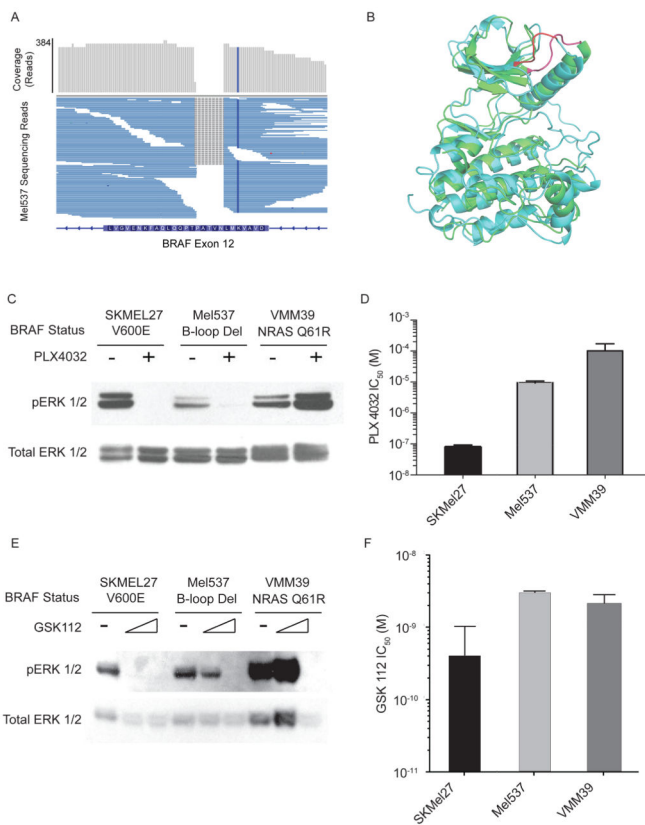 A
384
Coverage
(Reads)
Mel537 Sequencing Reads
BRAF Exon 12
B
C
BRAF Status
SKMEL27
V600E
Mel537
B-loop Del
VMM39
NRAS Q61R
PLX4032
- + - + - +
pERK 1/2
Total ERK 1/2
D
PLX 4032 IC50 (M)
10-4
10-5
10-6
10-7
10-8
SKMel27
Mel537
VMM39
E
BRAF Status
SKMEL27
V600E
Mel537
B-loop Del
VMM39
NRAS Q61R
GSK112
- - -
pERK 1/2
Total ERK 1/2
F
GSK 112 IC50 (M)
10-8
10-9
10-10
10-11
SKMel27
Mel537
VMM39